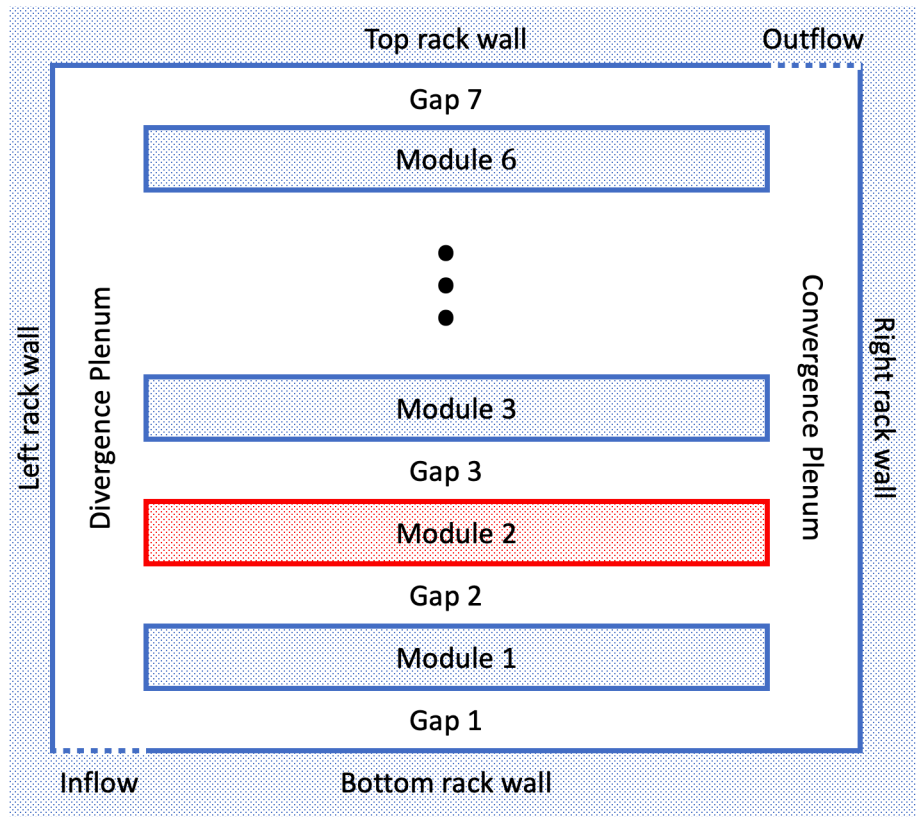 Top rack wall
Outflow
Gap 7
Module 6
Left rack wall
Divergence Plenum
Convergence Plenum
Right rack wall
Module 3
Gap 3
Module 2
Gap 2
Module 1
Gap 1
Inflow
Bottom rack wall